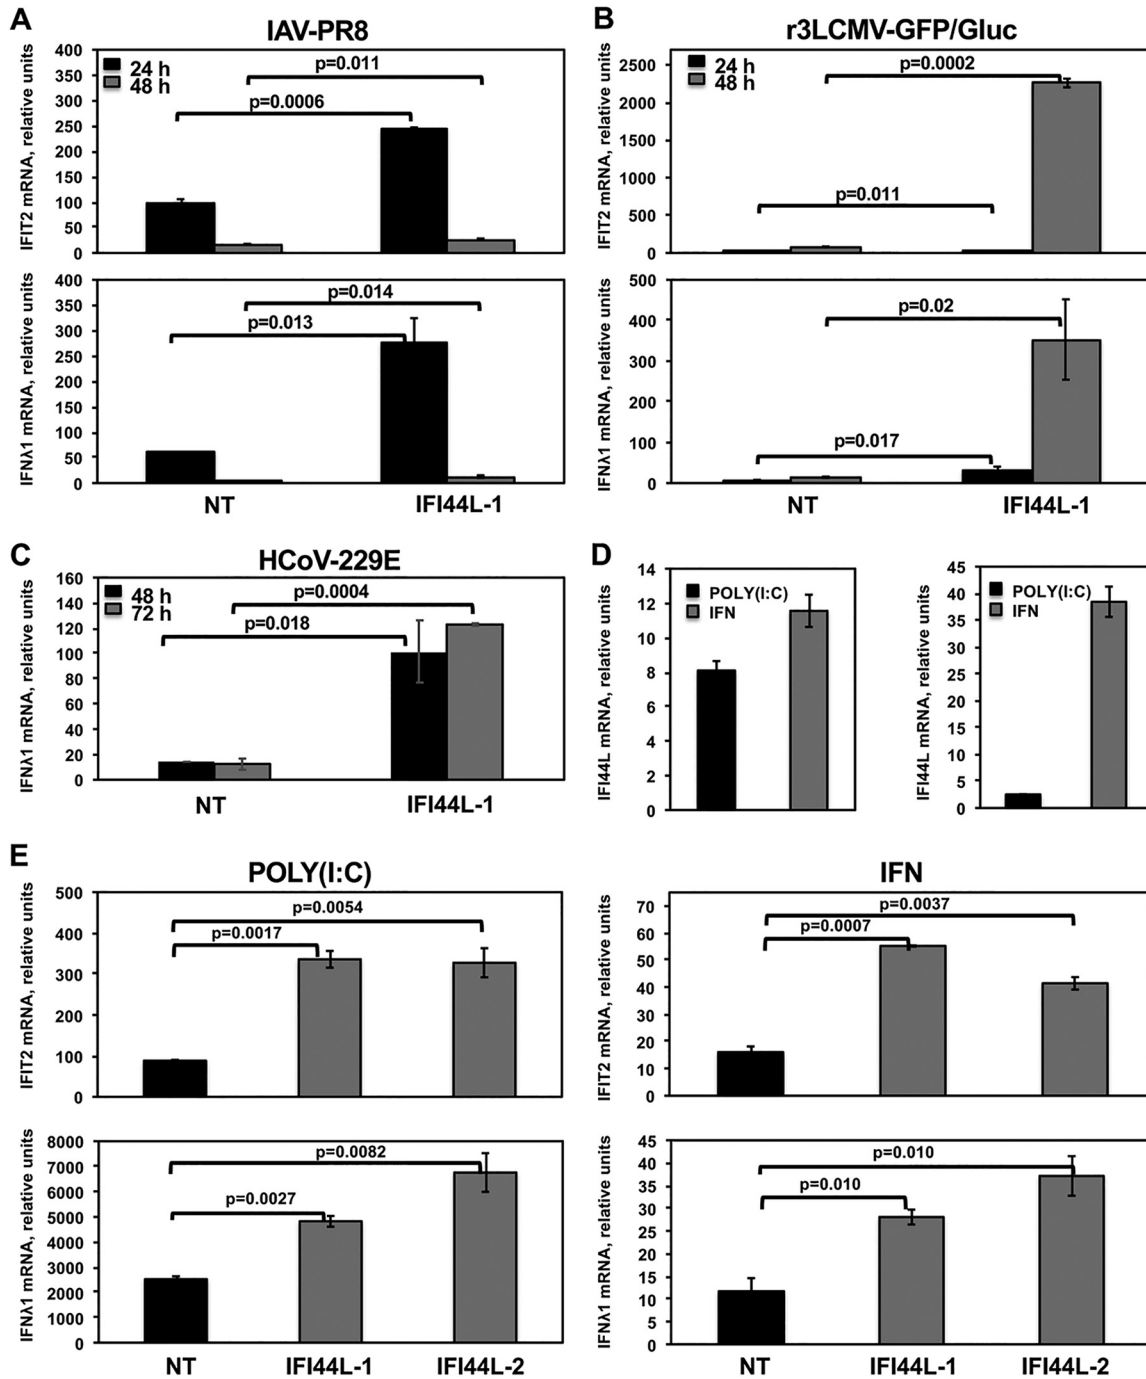 A
IAV-PR8
IFIT2 mRNA, relative units
400
350
300
250
200
150
100
50
0
24 h
48 h
p=0.011
p=0.0006
IFNλ1 mRNA, relative units
400
350
300
250
200
150
100
50
0
p=0.014
p=0.013
NT
IFI44L-1
B
r3LCMV-GFP/Gluc
IFIT2 mRNA, relative units
2500
2000
1500
1000
500
0
24 h
48 h
p=0.0002
p=0.011
IFNλ1 mRNA, relative units
500
400
300
200
100
0
p=0.02
p=0.017
NT
IFI44L-1
C
HCoV-229E
IFNλ1 mRNA, relative units
160
140
120
100
80
60
40
20
0
48 h
72 h
p=0.0004
p=0.018
NT
IFI44L-1
D
IFI44L mRNA, relative units
14
12
10
8
6
4
2
0
POLY(I:C)
IFN
IFI44L mRNA, relative units
45
40
35
30
25
20
15
10
5
0
POLY(I:C)
IFN
E
POLY(I:C)
IFIT2 mRNA, relative units
500
400
300
200
100
0
p=0.0054
p=0.0017
IFNλ1 mRNA, relative units
8000
7000
6000
5000
4000
3000
2000
1000
0
p=0.0082
p=0.0027
NT
IFI44L-1
IFI44L-2
IFN
IFIT2 mRNA, relative units
70
60
50
40
30
20
10
0
p=0.0037
p=0.0007
IFNλ1 mRNA, relative units
45
40
35
30
25
20
15
10
5
0
p=0.010
p=0.010
NT
IFI44L-1
IFI44L-2